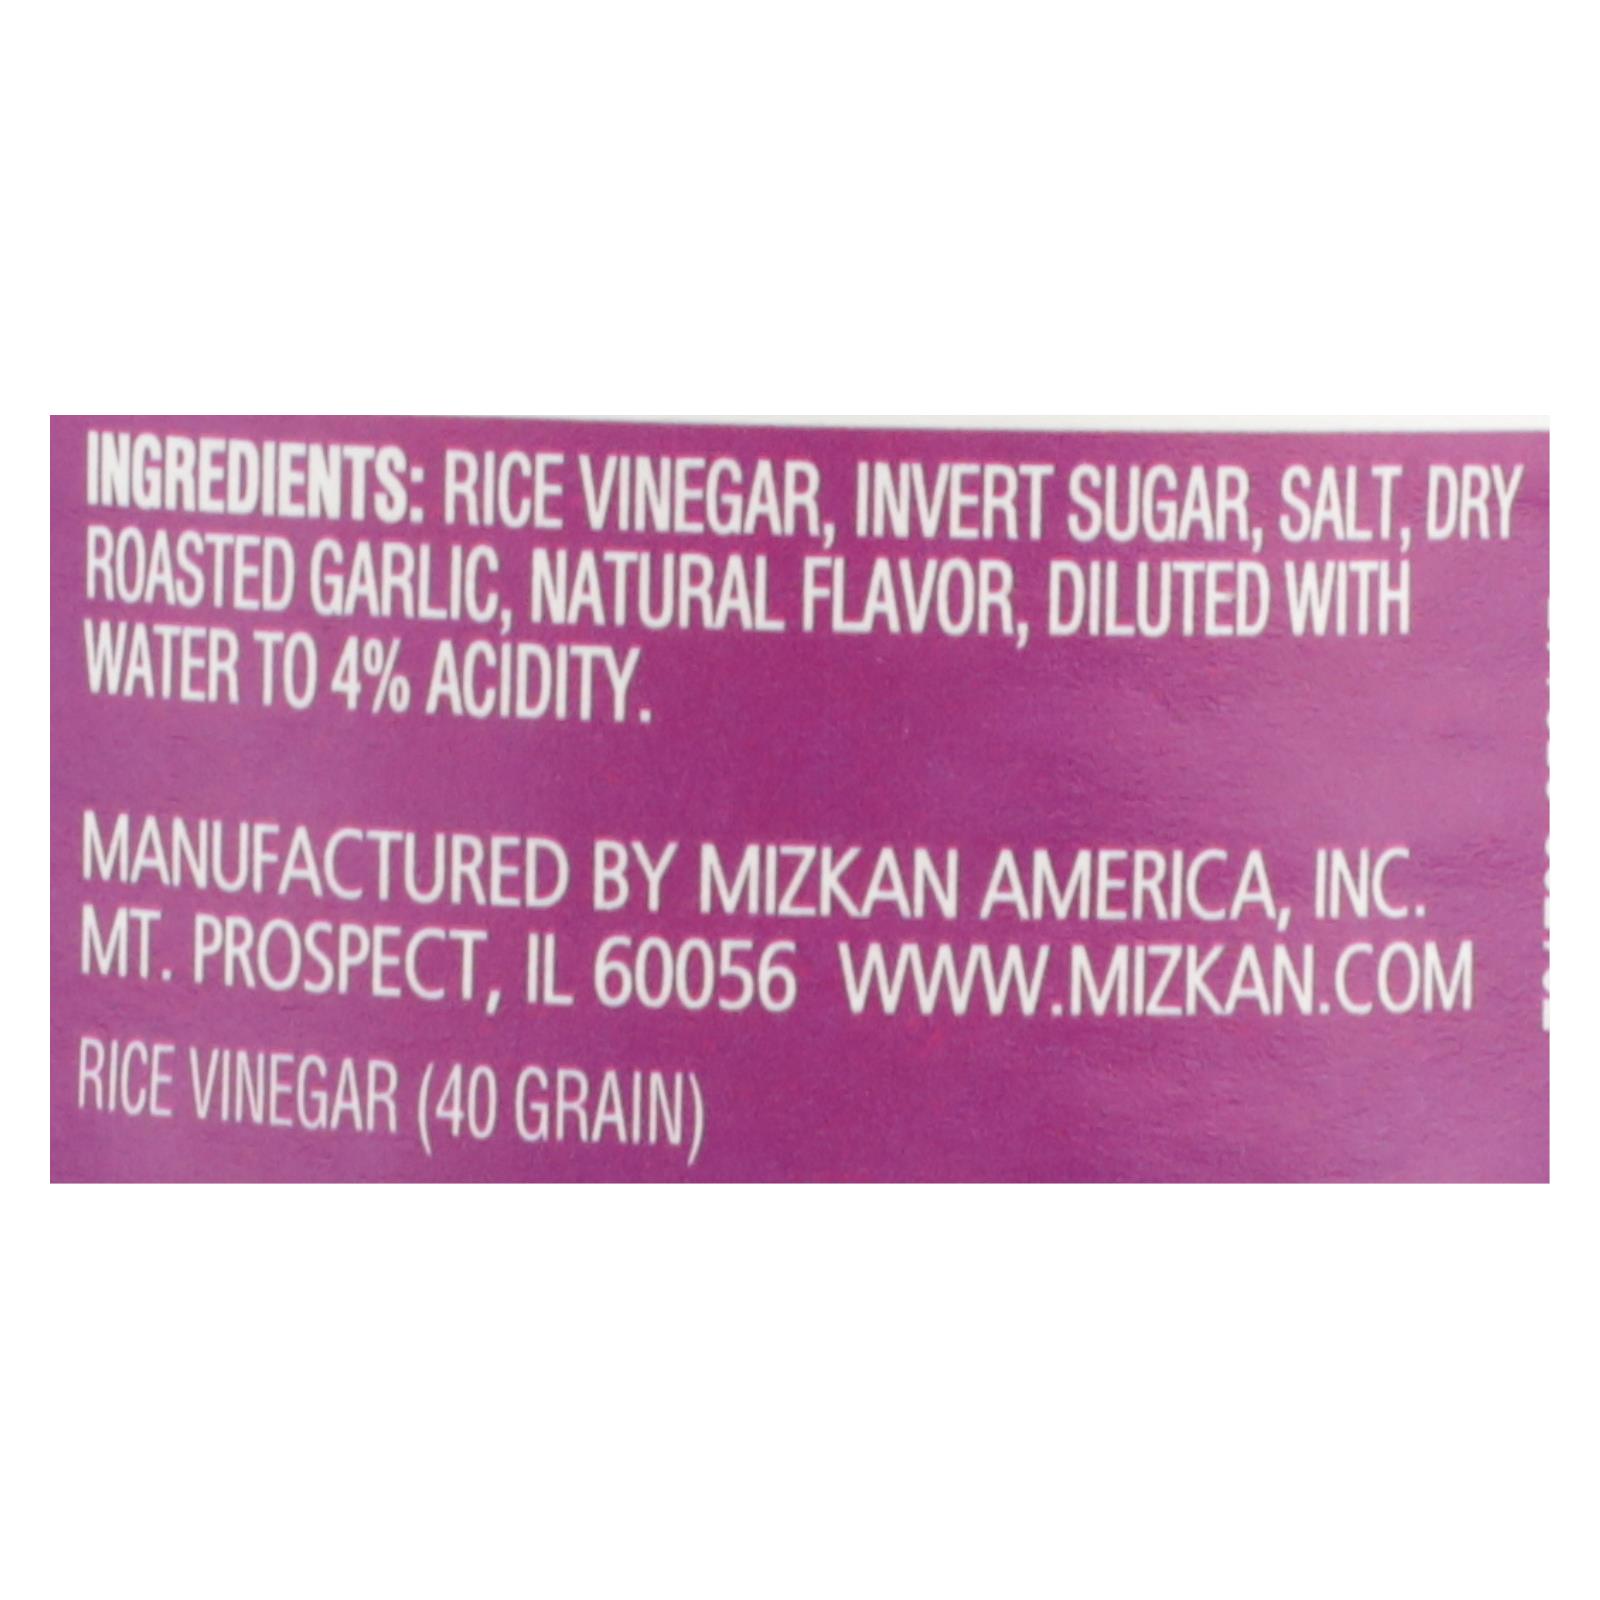 INGREDIENTS: RICE VINEGAR, INVERT SUGAR, SALT, DRY
ROASTED GARLIC, NATURAL FLAVOR, DILUTED WITH
WATER TO 4% ACIDITY.
MANUFACTURED BY MIZKAN AMERICA, INC.
MT. PROSPECT, IL 60056 WWW.MIZKAN.COM
RICE VINEGAR (40 GRAIN)